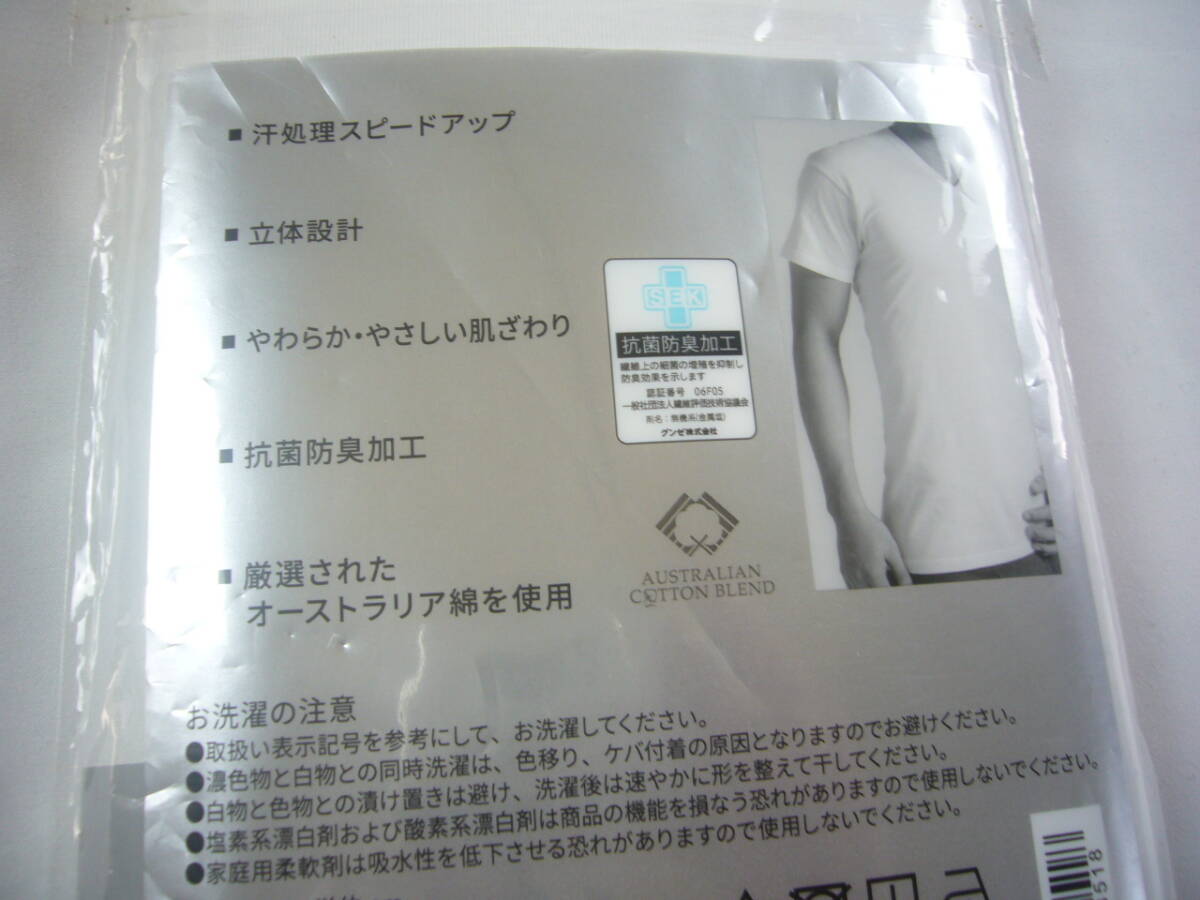 ■ 汗処理スピードアップ
■ 立体設計
■ やわらか・やさしい肌ざわり
■ 抗菌防臭加工
■ 厳選された
オーストラリア綿を使用
SEK
抗菌防臭加工
繊維上の細菌の増殖を抑制し
防臭効果を示します
認証番号 06F05
一般社団法人繊維評価技術協議会
剤名：無機系(金属塩)
グンゼ株式会社
AUSTRALIAN
COTTON BLEND
お洗濯の注意
●取扱い表示記号を参考にして、お洗濯してください。
●濃色物と白物との同時洗濯は、色移り、ケバ付着の原因となりますのでお避けください。
●白物と色物との漬け置きは避け、洗濯後は速やかに形を整えて干してください。
●塩素系漂白剤および酸素系漂白剤は商品の機能を損なう恐れがありますので使用しないでください。
●家庭用柔軟剤は吸水性を低下させる恐れがありますので使用しないでください。